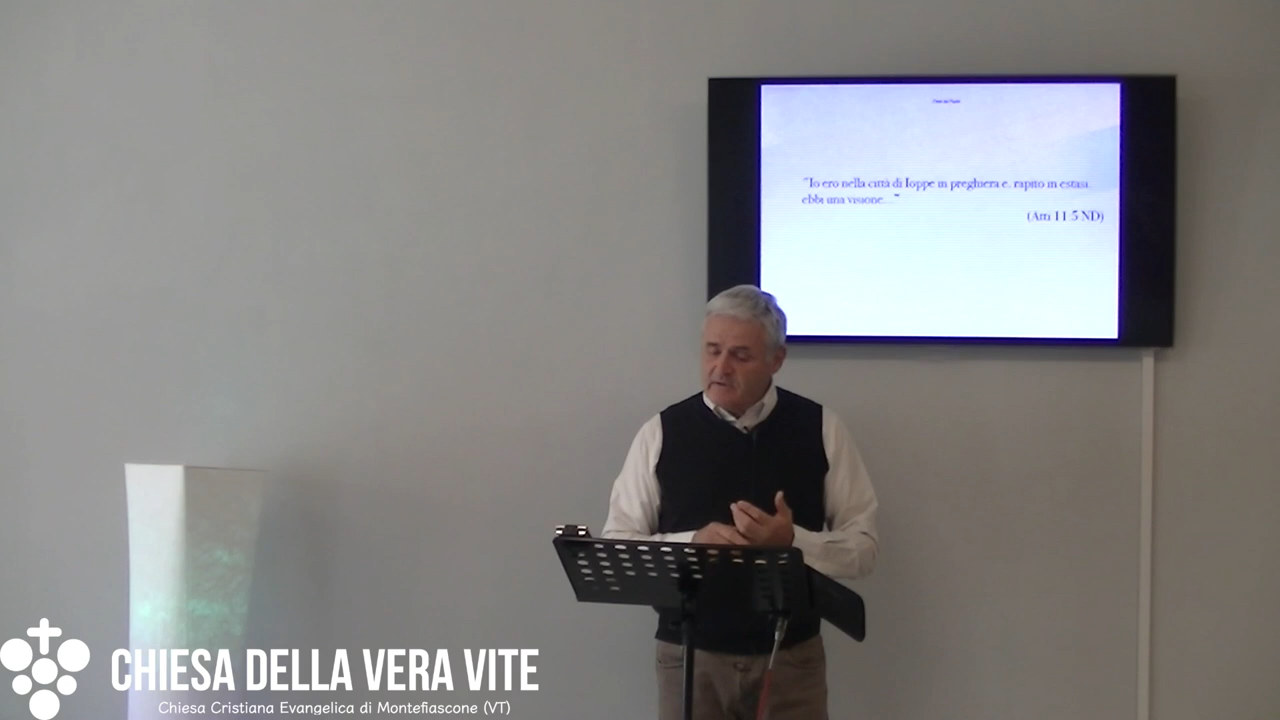 "Io ero nella città di Ioppe in preghiera e, rapito in estasi,
ebbi una visione..."
(Atti 11:5 ND)
CHIESA DELLA VERA VITE
Chiesa Cristiana Evangelica di Montefiascone (VT)